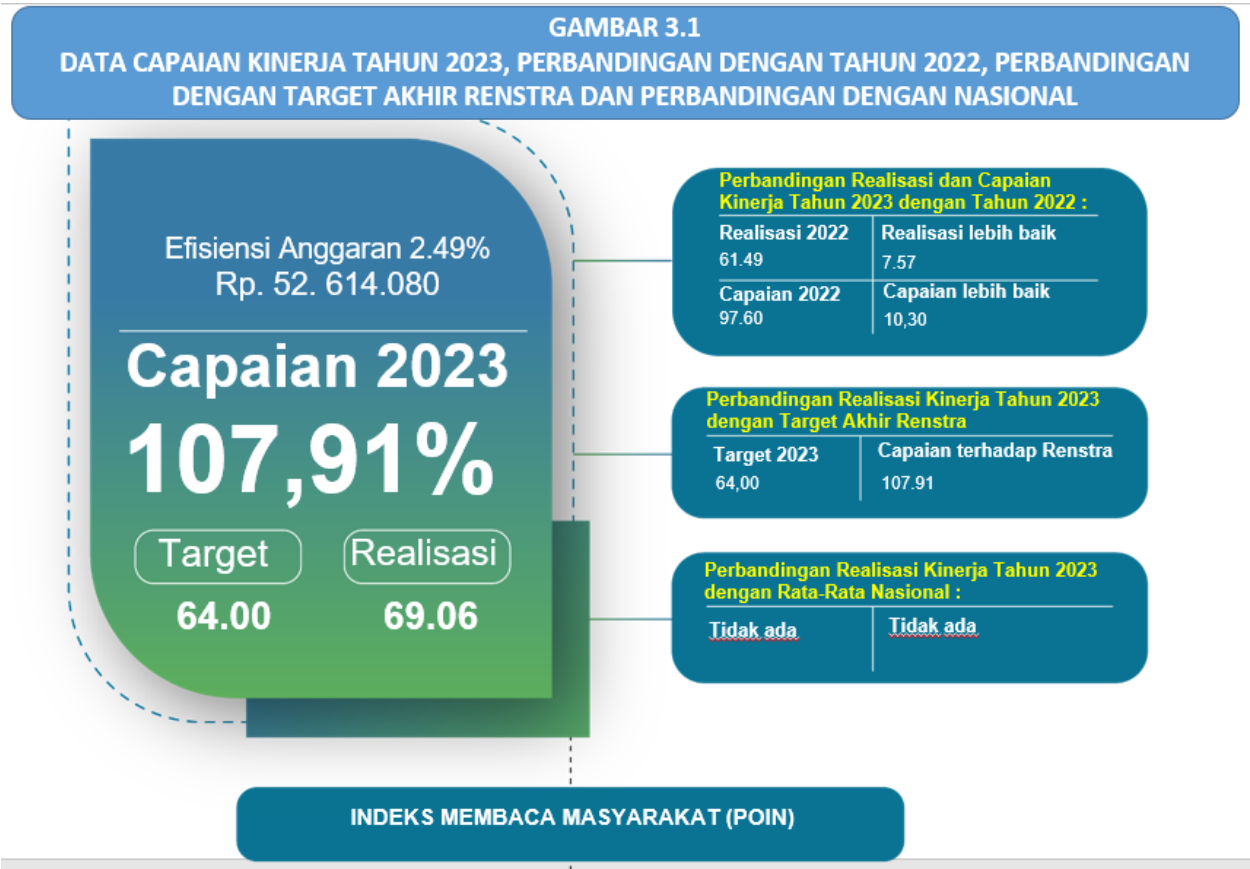 GAMBAR 3.1
DATA CAPAIAN KINERJA TAHUN 2023, PERBANDINGAN DENGAN TAHUN 2022, PERBANDINGAN
DENGAN TARGET AKHIR RENSTRA DAN PERBANDINGAN DENGAN NASIONAL
Efisiensi Anggaran 2.49%
Rp. 52. 614.080
Capaian 2023
107,91%
Target Realisasi
64.00 69.06
Perbandingan Realisasi dan Capaian
Kinerja Tahun 2023 dengan Tahun 2022 :
Realisasi 2022 Realisasi lebih baik
61.49 7.57
Capaian 2022 Capaian lebih baik
97.60 10,30
Perbandingan Realisasi Kinerja Tahun 2023
dengan Target Akhir Renstra
Target 2023 Capaian terhadap Renstra
64,00 107.91
Perbandingan Realisasi Kinerja Tahun 2023
dengan Rata-Rata Nasional :
Tidak ada Tidak ada
INDEKS MEMBACA MASYARAKAT (POIN)